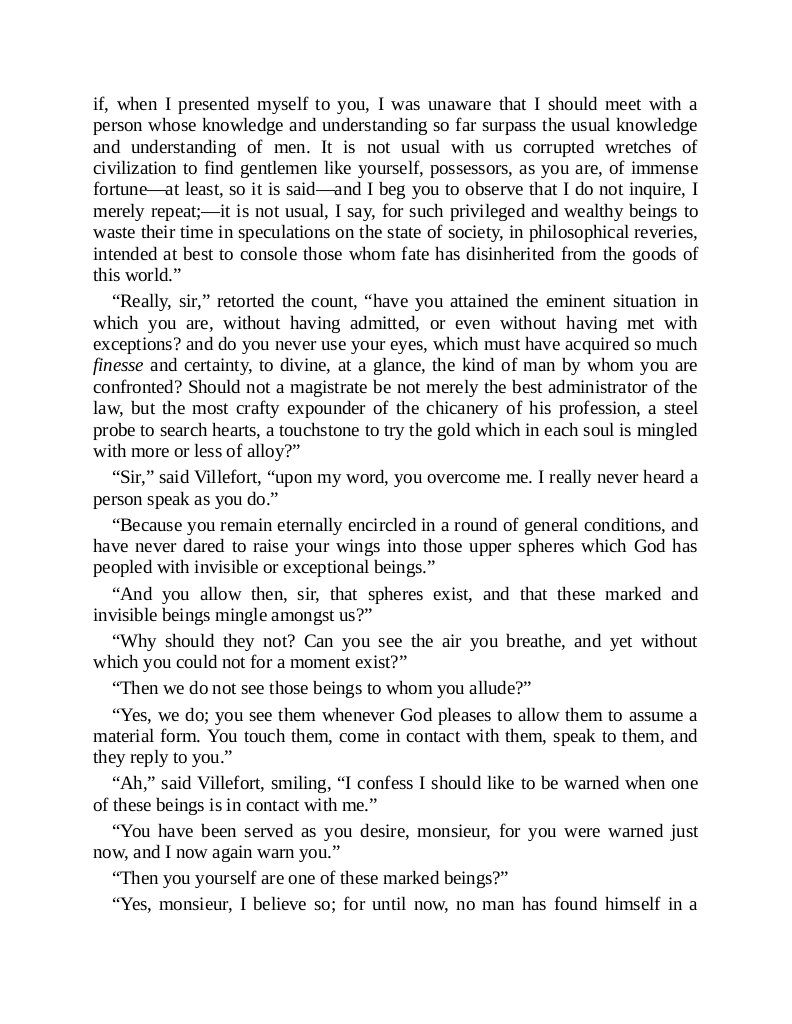 if, when I presented myself to you, I was unaware that I should meet with a
person whose knowledge and understanding so far surpass the usual knowledge
and understanding of men. It is not usual with us corrupted wretches of
civilization to find gentlemen like yourself, possessors, as you are, of immense
fortune—at least, so it is said—and I beg you to observe that I do not inquire, I
merely repeat;—it is not usual, I say, for such privileged and wealthy beings to
waste their time in speculations on the state of society, in philosophical reveries,
intended at best to console those whom fate has disinherited from the goods of
this world.”
“Really, sir,” retorted the count, “have you attained the eminent situation in
which you are, without having admitted, or even without having met with
exceptions? and do you never use your eyes, which must have acquired so much
finesse and certainty, to divine, at a glance, the kind of man by whom you are
confronted? Should not a magistrate be not merely the best administrator of the
law, but the most crafty expounder of the chicanery of his profession, a steel
probe to search hearts, a touchstone to try the gold which in each soul is mingled
with more or less of alloy?”
“Sir,” said Villefort, “upon my word, you overcome me. I really never heard a
person speak as you do.”
“Because you remain eternally encircled in a round of general conditions, and
have never dared to raise your wings into those upper spheres which God has
peopled with invisible or exceptional beings.”
“And you allow then, sir, that spheres exist, and that these marked and
invisible beings mingle amongst us?”
“Why should they not? Can you see the air you breathe, and yet without
which you could not for a moment exist?”
“Then we do not see those beings to whom you allude?”
“Yes, we do; you see them whenever God pleases to allow them to assume a
material form. You touch them, come in contact with them, speak to them, and
they reply to you.”
“Ah,” said Villefort, smiling, “I confess I should like to be warned when one
of these beings is in contact with me.”
“You have been served as you desire, monsieur, for you were warned just
now, and I now again warn you.”
“Then you yourself are one of these marked beings?”
“Yes, monsieur, I believe so; for until now, no man has found himself in a